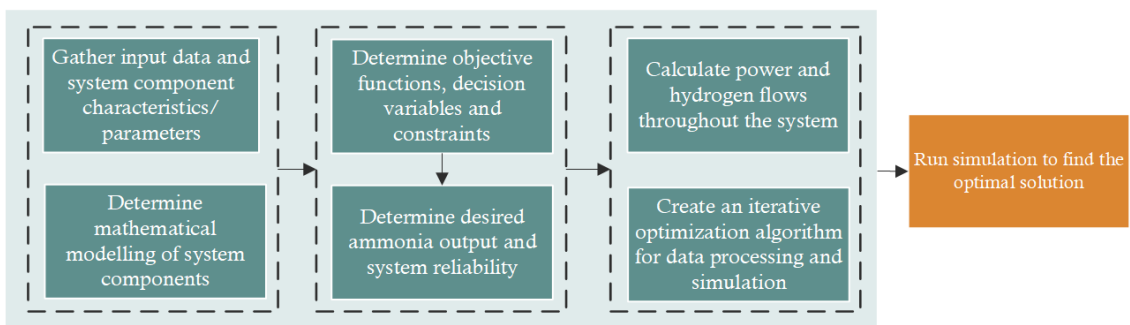 Gather input data and
system component
characteristics/
parameters
Determine
mathematical
modelling of system
components
Determine objective
functions, decision
variables and
constraints
Determine desired
ammonia output and
system reliability
Calculate power and
hydrogen flows
throughout the system
Create an iterative
optimization algorithm
for data processing and
simulation
Run simulation to find the
optimal solution